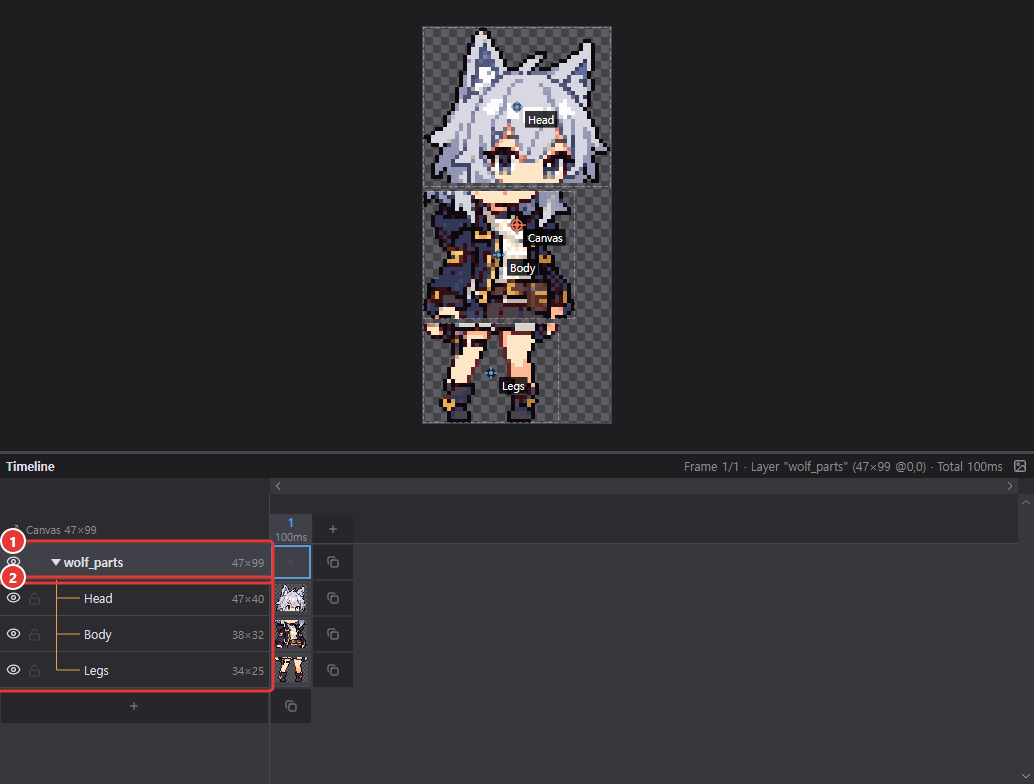 Head
Canvas
Body
Legs
Timeline
Frame 1/1 · Layer "wolf_parts" (47×99 @0,0) · Total 100ms
1
Canvas 47×99
+
100ms
1
wolf_parts
47×99
2
Head
47×40
Body
38×32
Legs
34×25
+